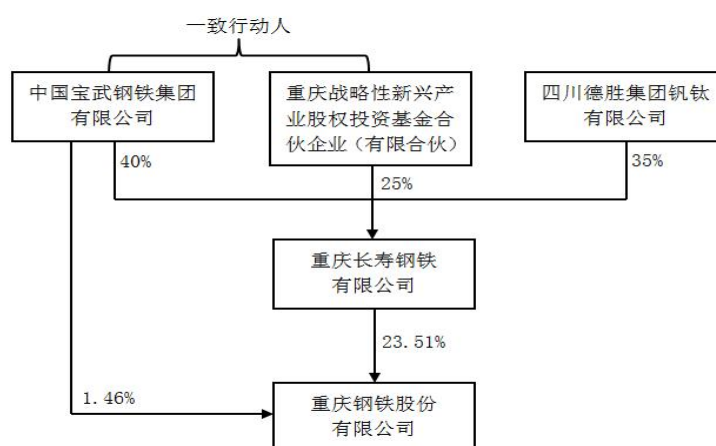 一致行动人
中国宝武钢铁集团
有限公司
重庆战略性新兴产
业股权投资基金合
伙企业（有限合伙）
四川德胜集团钒钛
有限公司
40%
25%
35%
重庆长寿钢铁
有限公司
23.51%
1.46%
重庆钢铁股份
有限公司